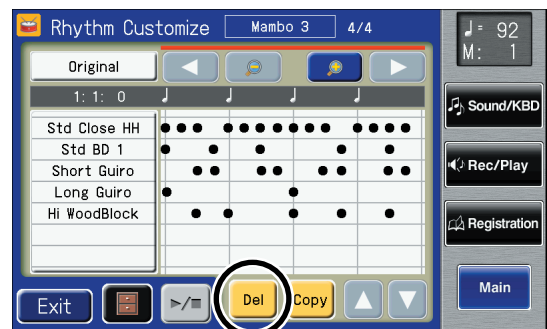 Rhythm Customize Mambo 3 4/4
♩= 92
M: 1
Original
1: 1: 0
Std Close HH
Std BD 1
Short Guiro
Long Guiro
Hi WoodBlock
Sound/KBD
Rec/Play
Registration
Main
Exit
Del
Copy